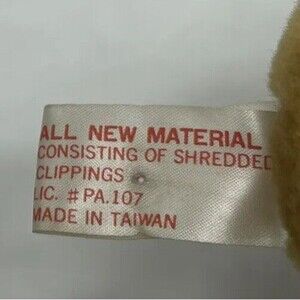 ALL NEW MATERIAL
CONSISTING OF SHREDDED
CLIPPINGS
LIC. #PA.107
MADE IN TAIWAN